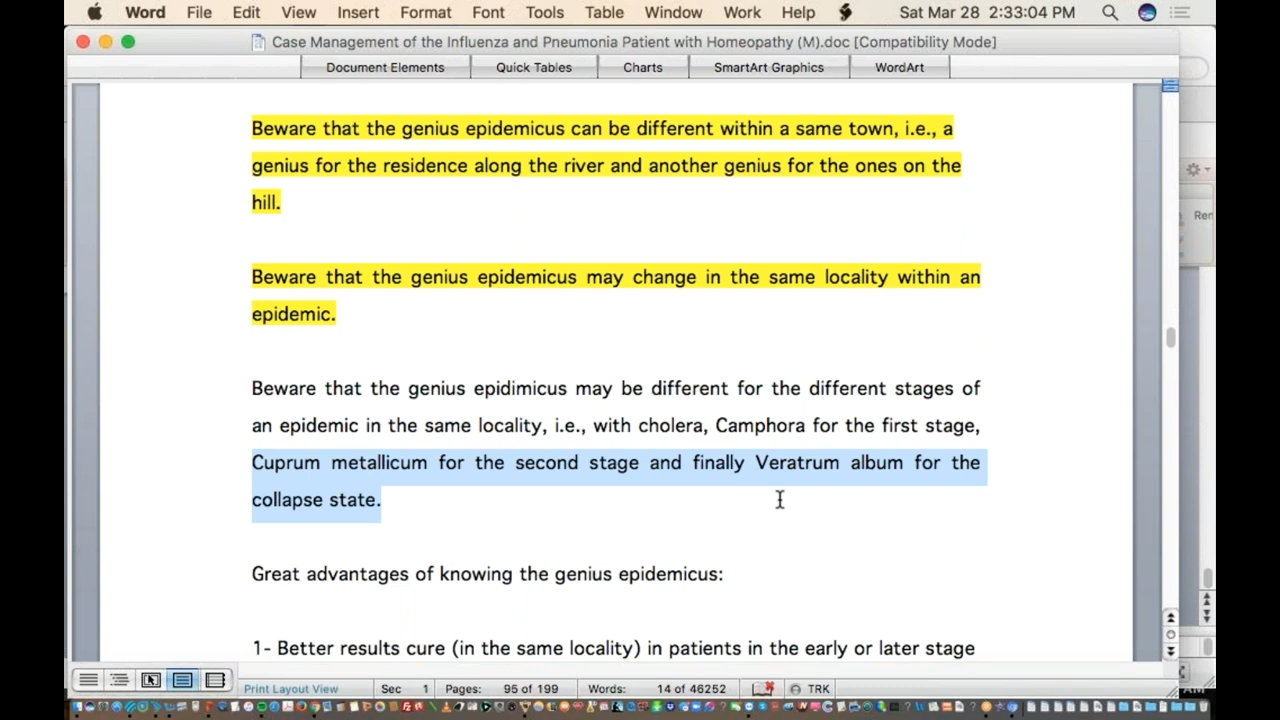 Word File Edit View Insert Format Font Tools Table Window Work Help Sat Mar 28 2:33:04 PM
Case Management of the Influenza and Pneumonia Patient with Homeopathy (M).doc [Compatibility Mode]
Document Elements Quick Tables Charts SmartArt Graphics WordArt
Beware that the genius epidemicus can be different within a same town, i.e., a
genius for the residence along the river and another genius for the ones on the
hill.
Beware that the genius epidemicus may change in the same locality within an
epidemic.
Beware that the genius epidimicus may be different for the different stages of
an epidemic in the same locality, i.e., with cholera, Camphora for the first stage,
Cuprum metallicum for the second stage and finally Veratrum album for the
collapse state.
Great advantages of knowing the genius epidemicus:
1- Better results cure (in the same locality) in patients in the early or later stage
Print Layout View Sec 1 Pages: 95 of 199 Words: 14 of 46252 TRK